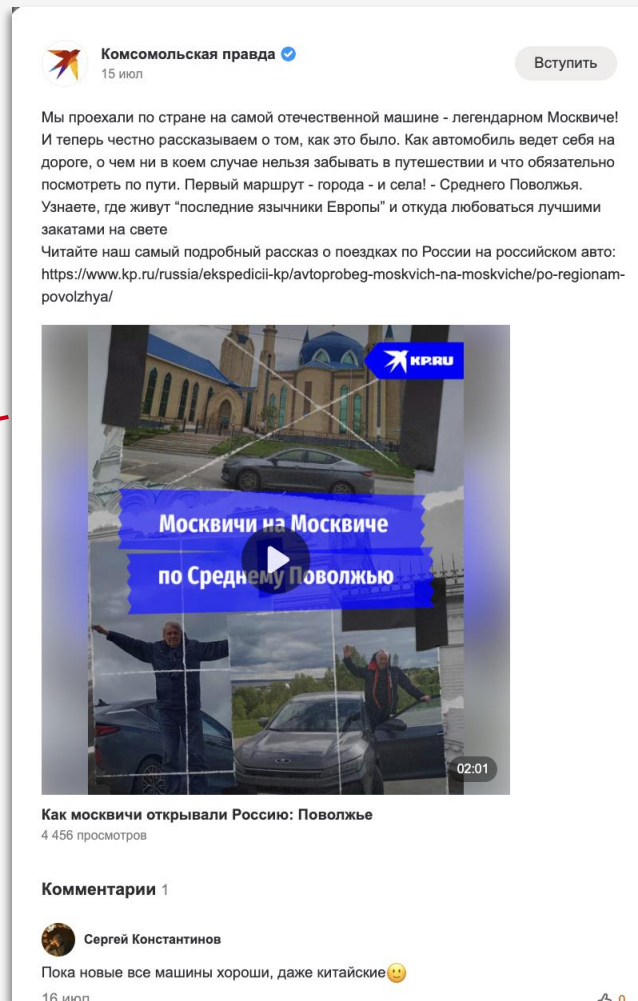 Комсомольская правда
15 июл
Вступить
Мы проехали по стране на самой отечественной машине - легендарном Москвиче!
И теперь честно рассказываем о том, как это было. Как автомобиль ведет себя на
дороге, о чем ни в коем случае нельзя забывать в путешествии и что обязательно
посмотреть по пути. Первый маршрут - города - и села! - Среднего Поволжья.
Узнаете, где живут “последние язычники Европы” и откуда любоваться лучшими
закатами на свете
Читайте наш самый подробный рассказ о поездках по России на российском авто:
https://www.kp.ru/russia/ekspedicii-kp/avtoprobeg-moskvich-na-moskviche/po-regionam-
povolzhya/
KP.RU
Москвичи на Москвиче
по Среднему Поволжью
02:01
Как москвичи открывали Россию: Поволжье
4 456 просмотров
Комментарии 1
Сергей Константинов
Пока новые все машины хороши, даже китайские🙂
16 июл
0